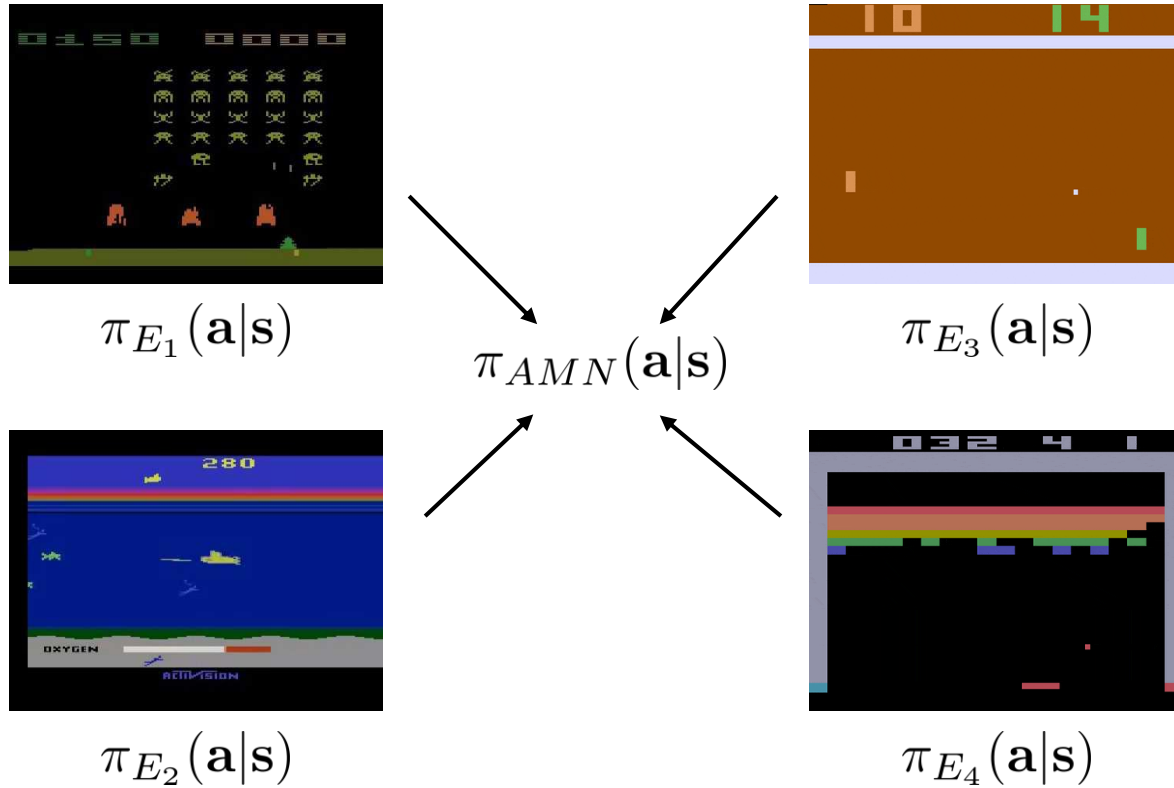 0150 0000
10 14
π_{E_1}(a|s)
π_{E_3}(a|s)
π_{AMN}(a|s)
280
OXYGEN
ACTIVISION
032 4 1
π_{E_2}(a|s)
π_{E_4}(a|s)